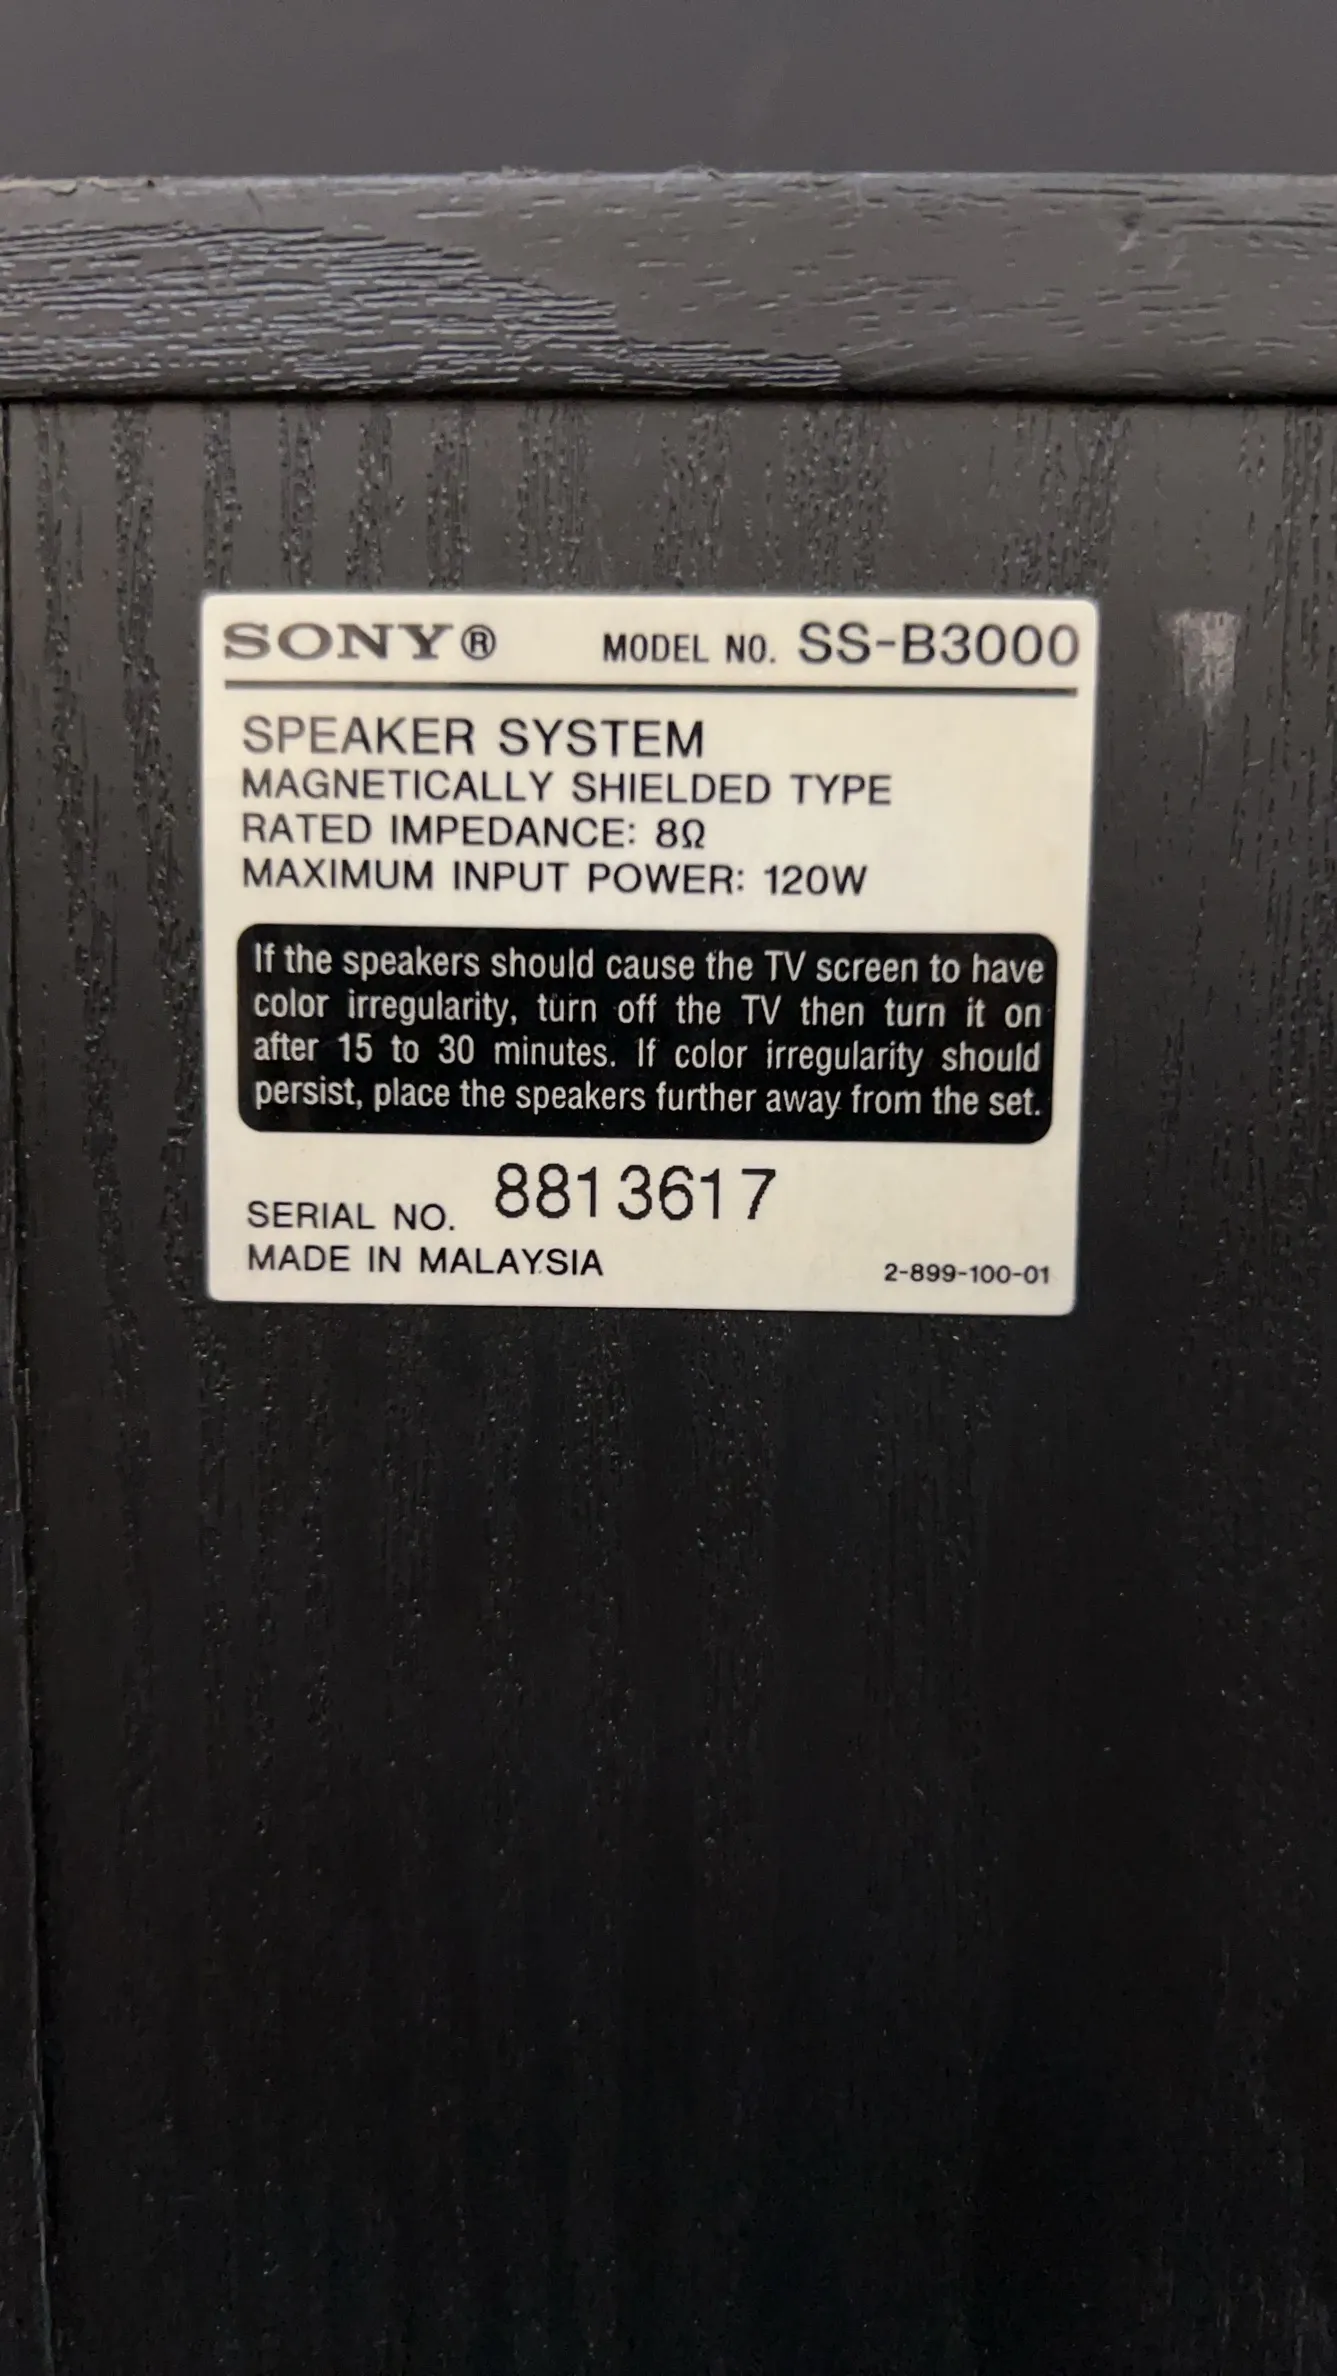 SONY® MODEL NO. SS-B3000
SPEAKER SYSTEM
MAGNETICALLY SHIELDED TYPE
RATED IMPEDANCE: 8Ω
MAXIMUM INPUT POWER: 120W
If the speakers should cause the TV screen to have
color irregularity, turn off the TV then turn it on
after 15 to 30 minutes. If color irregularity should
persist, place the speakers further away from the set.
SERIAL NO. 8813617
MADE IN MALAYSIA 2-899-100-01